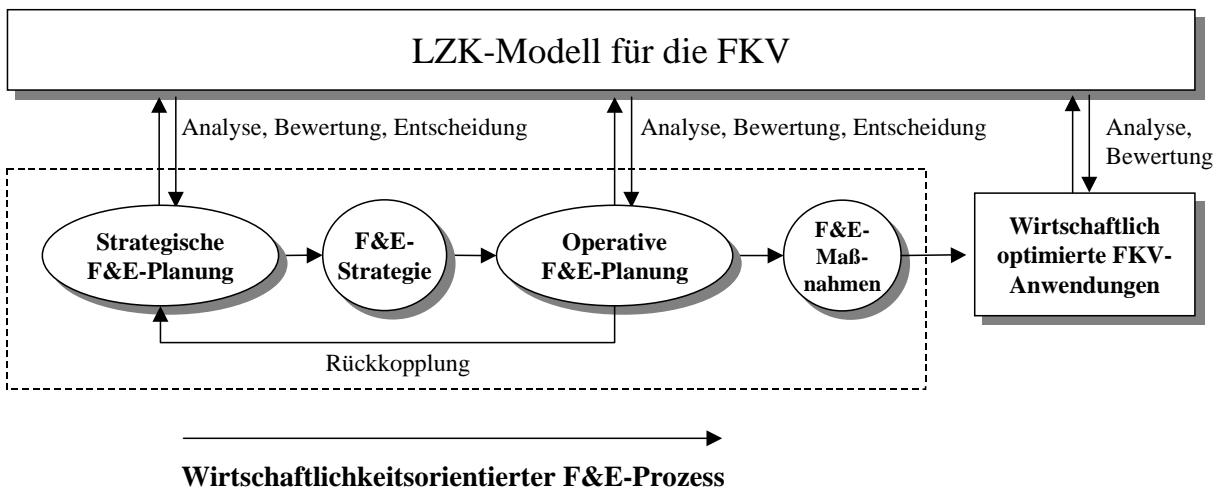 LZK-Modell für die FKV
Analyse, Bewertung, Entscheidung
Analyse, Bewertung, Entscheidung
Analyse,
Bewertung
Strategische
F&E-Planung
F&E-
Strategie
Operative
F&E-Planung
F&E-
Maß-
nahmen
Wirtschaftlich
optimierte FKV-
Anwendungen
Rückkopplung
Wirtschaftlichkeitsorientierter F&E-Prozess